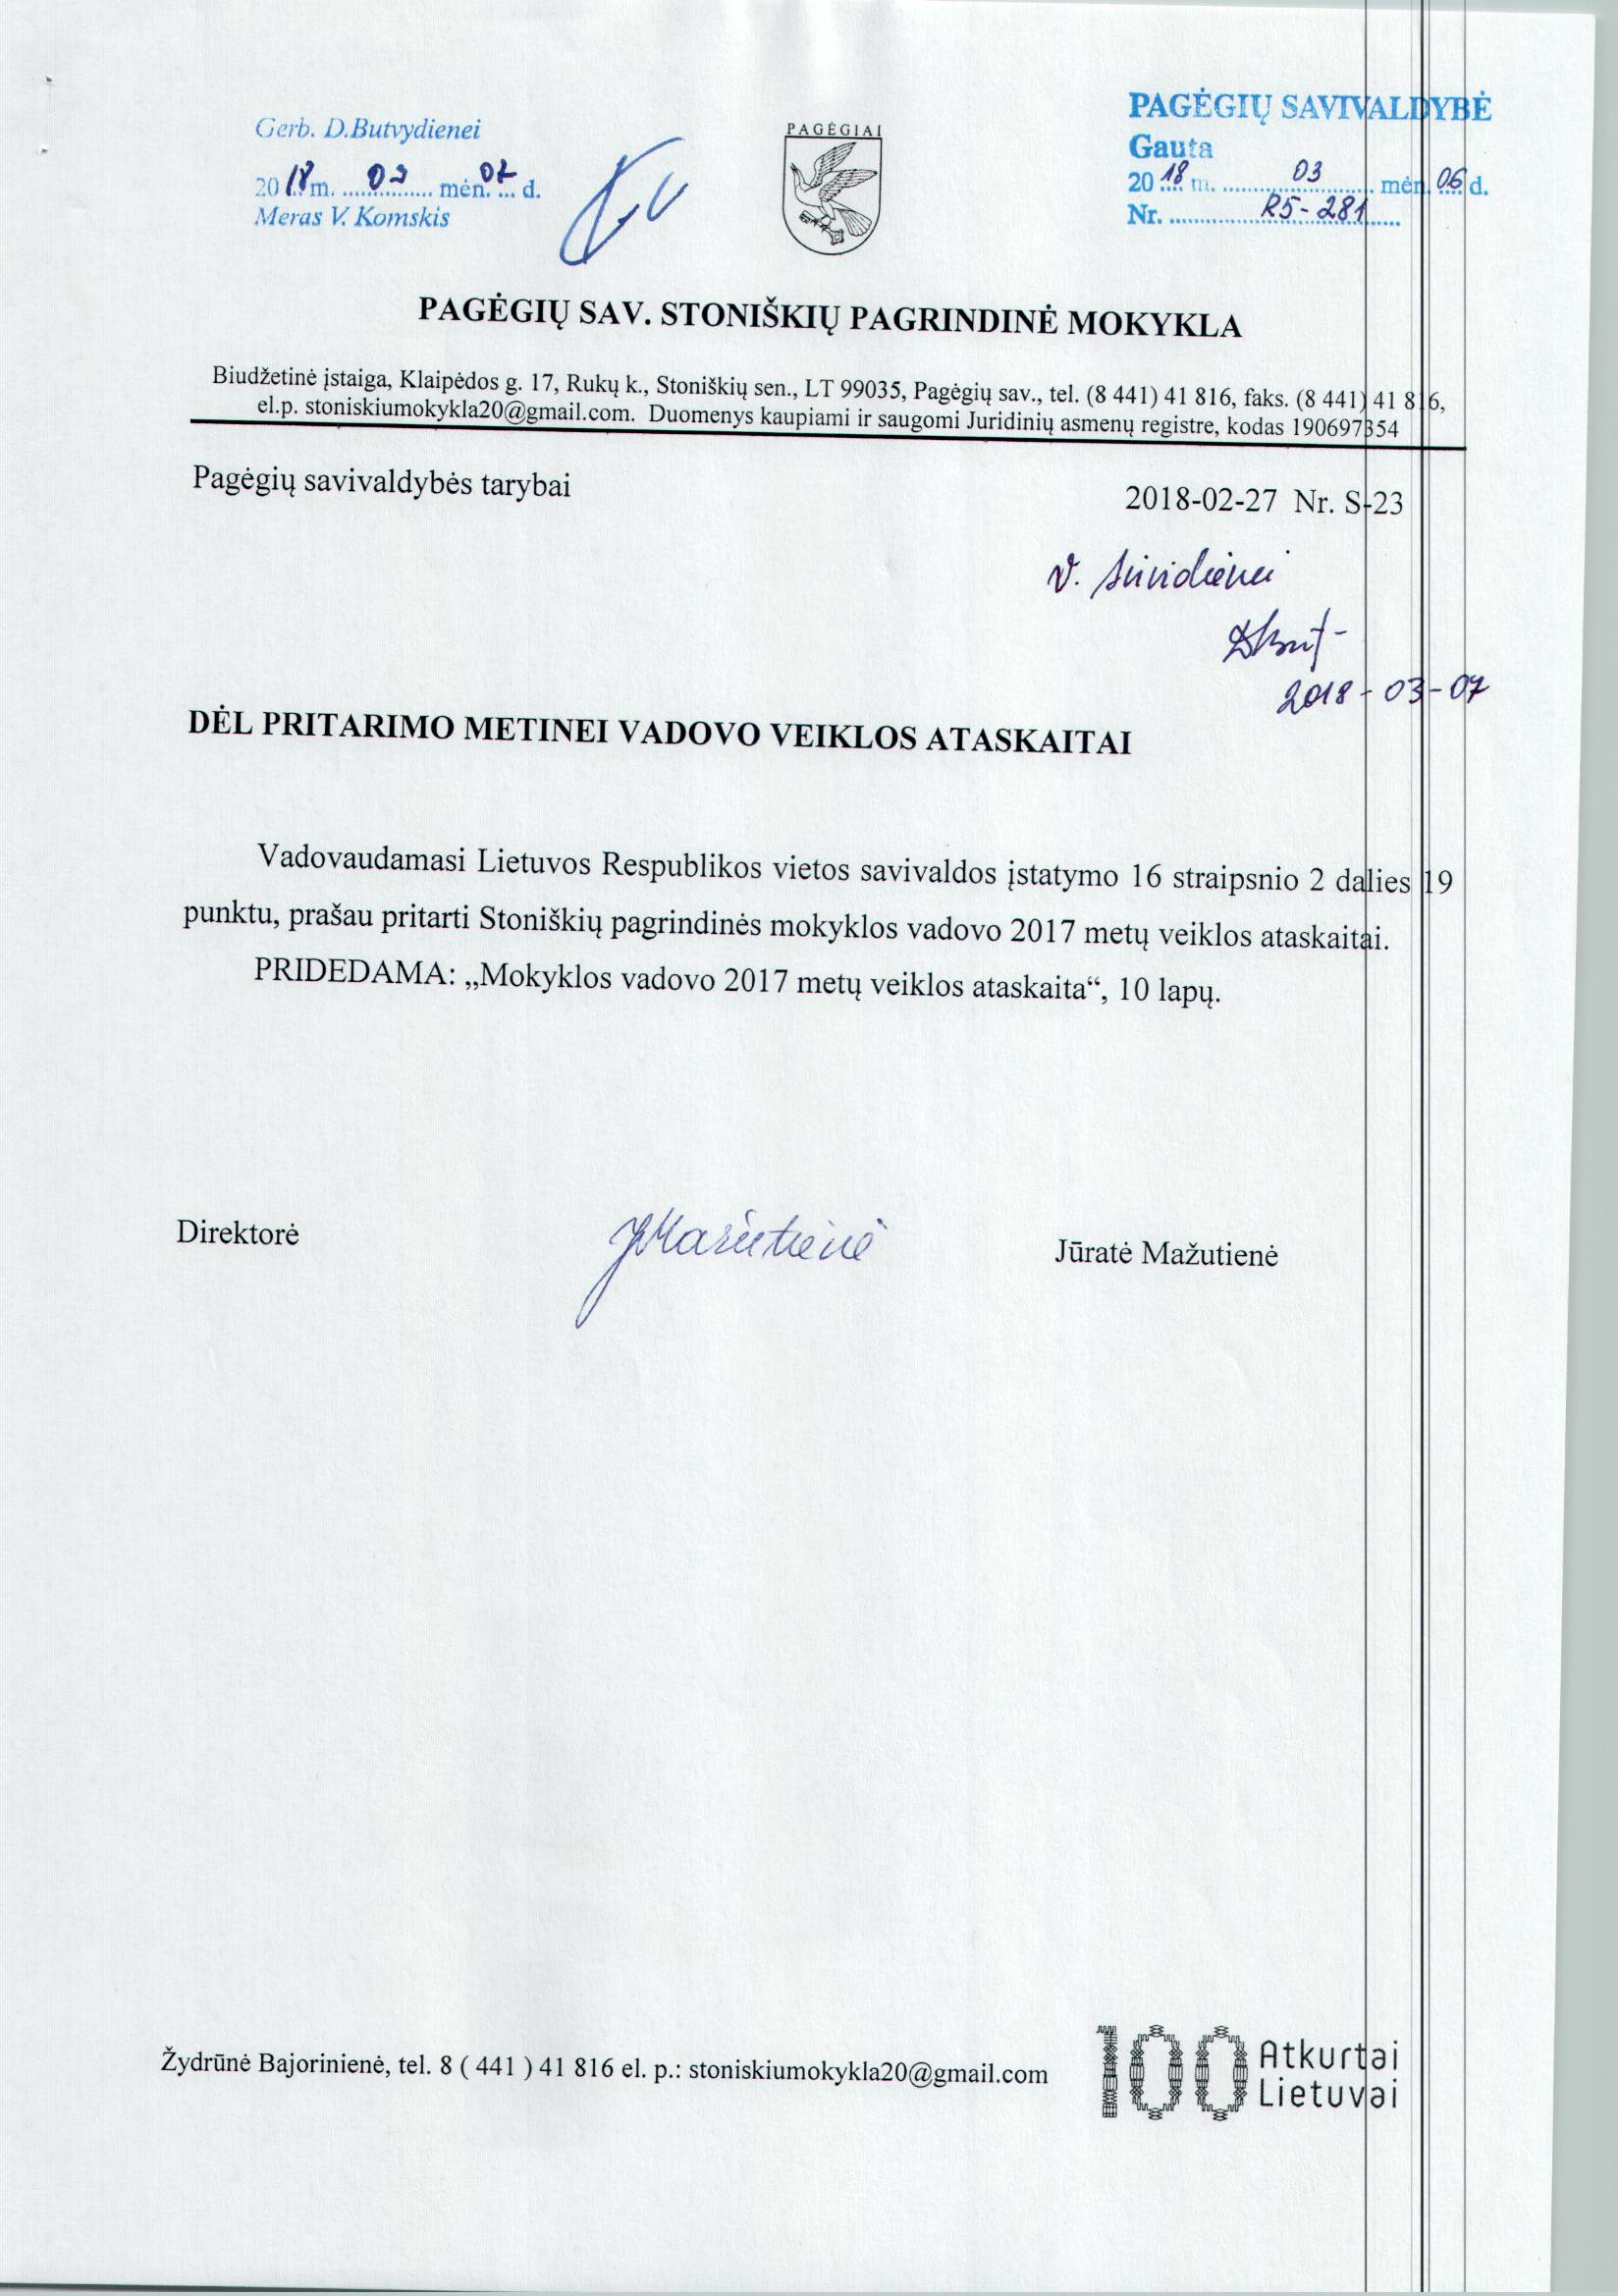 Gerb. D.Butvydienei
2018 m. 03 mėn. 07 d.
Meras V. Komskis
PAGĖGIAI
PAGĖGIŲ SAVIVALDYBĖ
Gauta
2018 m. 03 mėn. 06 d.
Nr. R5-281
PAGĖGIŲ SAV. STONIŠKIŲ PAGRINDINĖ MOKYKLA
Biudžetinė įstaiga, Klaipėdos g. 17, Rukų k., Stoniškių sen., LT 99035, Pagėgių sav., tel. (8 441) 41 816, faks. (8 441) 41 816,
el.p. stoniskiumokykla20@gmail.com. Duomenys kaupiami ir saugomi Juridinių asmenų registre, kodas 190697354
Pagėgių savivaldybės tarybai
2018-02-27 Nr. S-23
V.
2018-03-07
DĖL PRITARIMO METINEI VADOVO VEIKLOS ATASKAITAI
Vadovaudamasi Lietuvos Respublikos vietos savivaldos įstatymo 16 straipsnio 2 dalies 19
punktu, prašau pritarti Stoniškių pagrindinės mokyklos vadovo 2017 metų veiklos ataskaitai.
PRIDEDAMA: „Mokyklos vadovo 2017 metų veiklos ataskaita“, 10 lapų.
Direktorė
JMažutienė
Jūratė Mažutienė
Žydrūnė Bajorinienė, tel. 8 ( 441 ) 41 816 el. p.: stoniskiumokykla20@gmail.com
100 Atkurtai
Lietuvai